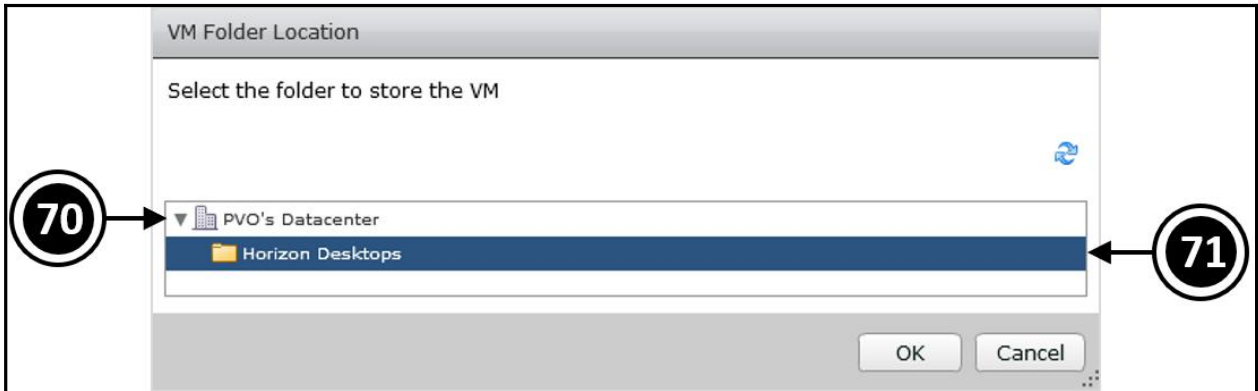 VM Folder Location
Select the folder to store the VM
70
PVO's Datacenter
Horizon Desktops
71
OK
Cancel